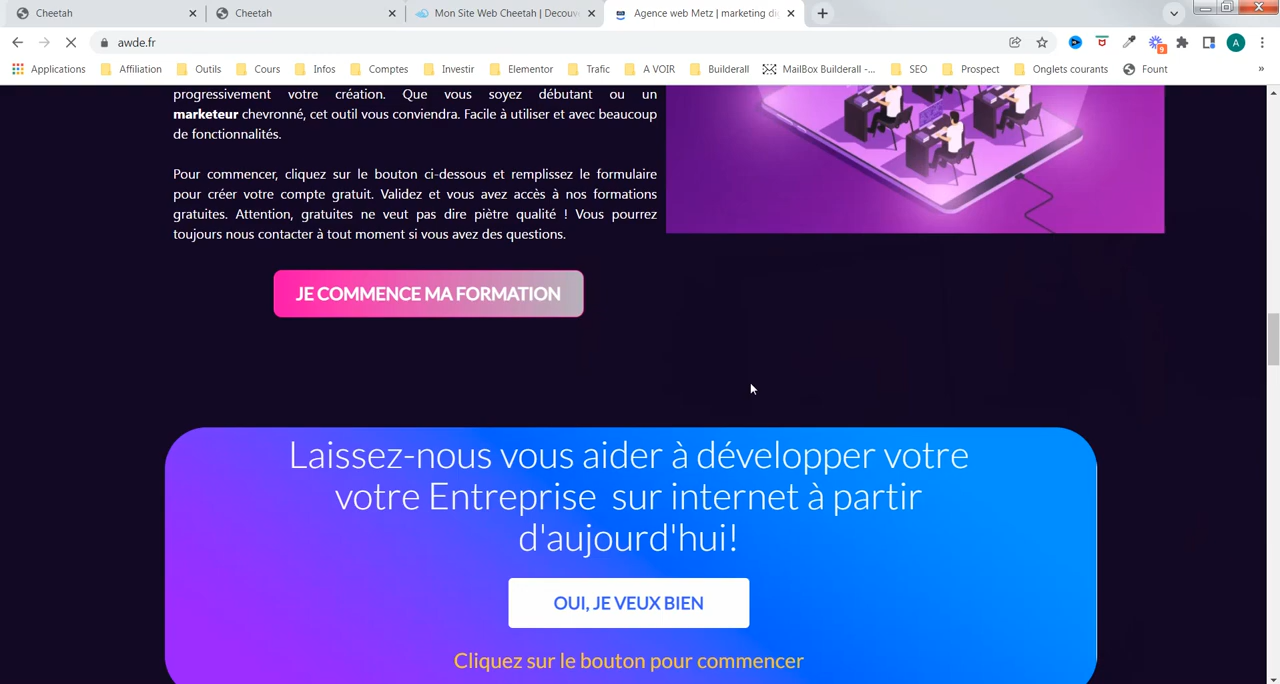 Cheetah
Cheetah
Mon Site Web Cheetah | Decouv
Agence web Metz | marketing di
awde.fr
9
A
Applications
Affiliation
Outils
Cours
Infos
Comptes
Investir
Elementor
Trafic
A VOIR
Builderall
MailBox Builderall -...
SEO
Prospect
Onglets courants
Fount
»
progressivement votre création. Que vous soyez débutant ou un
marketeur chevronné, cet outil vous conviendra. Facile à utiliser et avec beaucoup
de fonctionnalités.
Pour commencer, cliquez sur le bouton ci-dessous et remplissez le formulaire
pour créer votre compte gratuit. Validez et vous avez accès à nos formations
gratuites. Attention, gratuites ne veut pas dire piètre qualité ! Vous pourrez
toujours nous contacter à tout moment si vous avez des questions.
JE COMMENCE MA FORMATION
Laissez-nous vous aider à développer votre
votre Entreprise sur internet à partir
d'aujourd'hui!
OUI, JE VEUX BIEN
Cliquez sur le bouton pour commencer